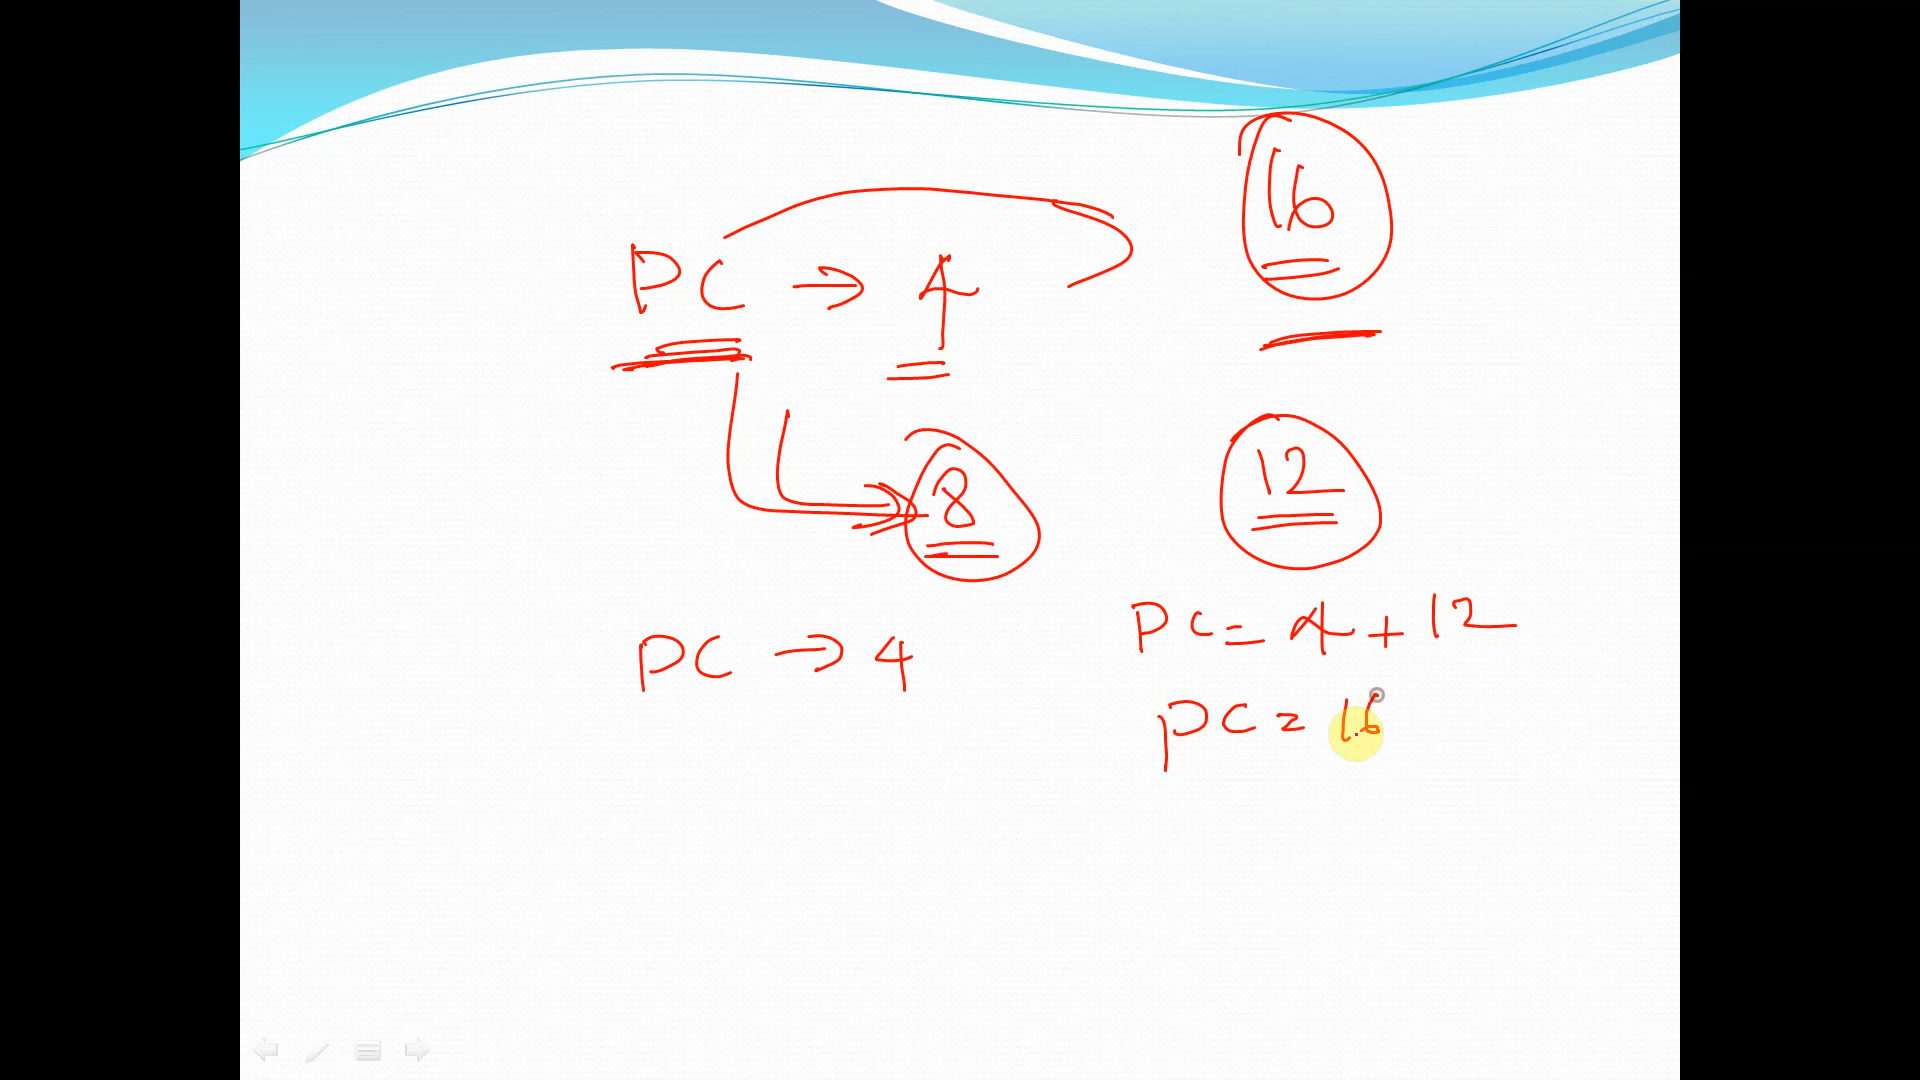 16
PC → 4
8
12
PC = 4 + 12
PC → 4
PC = 16